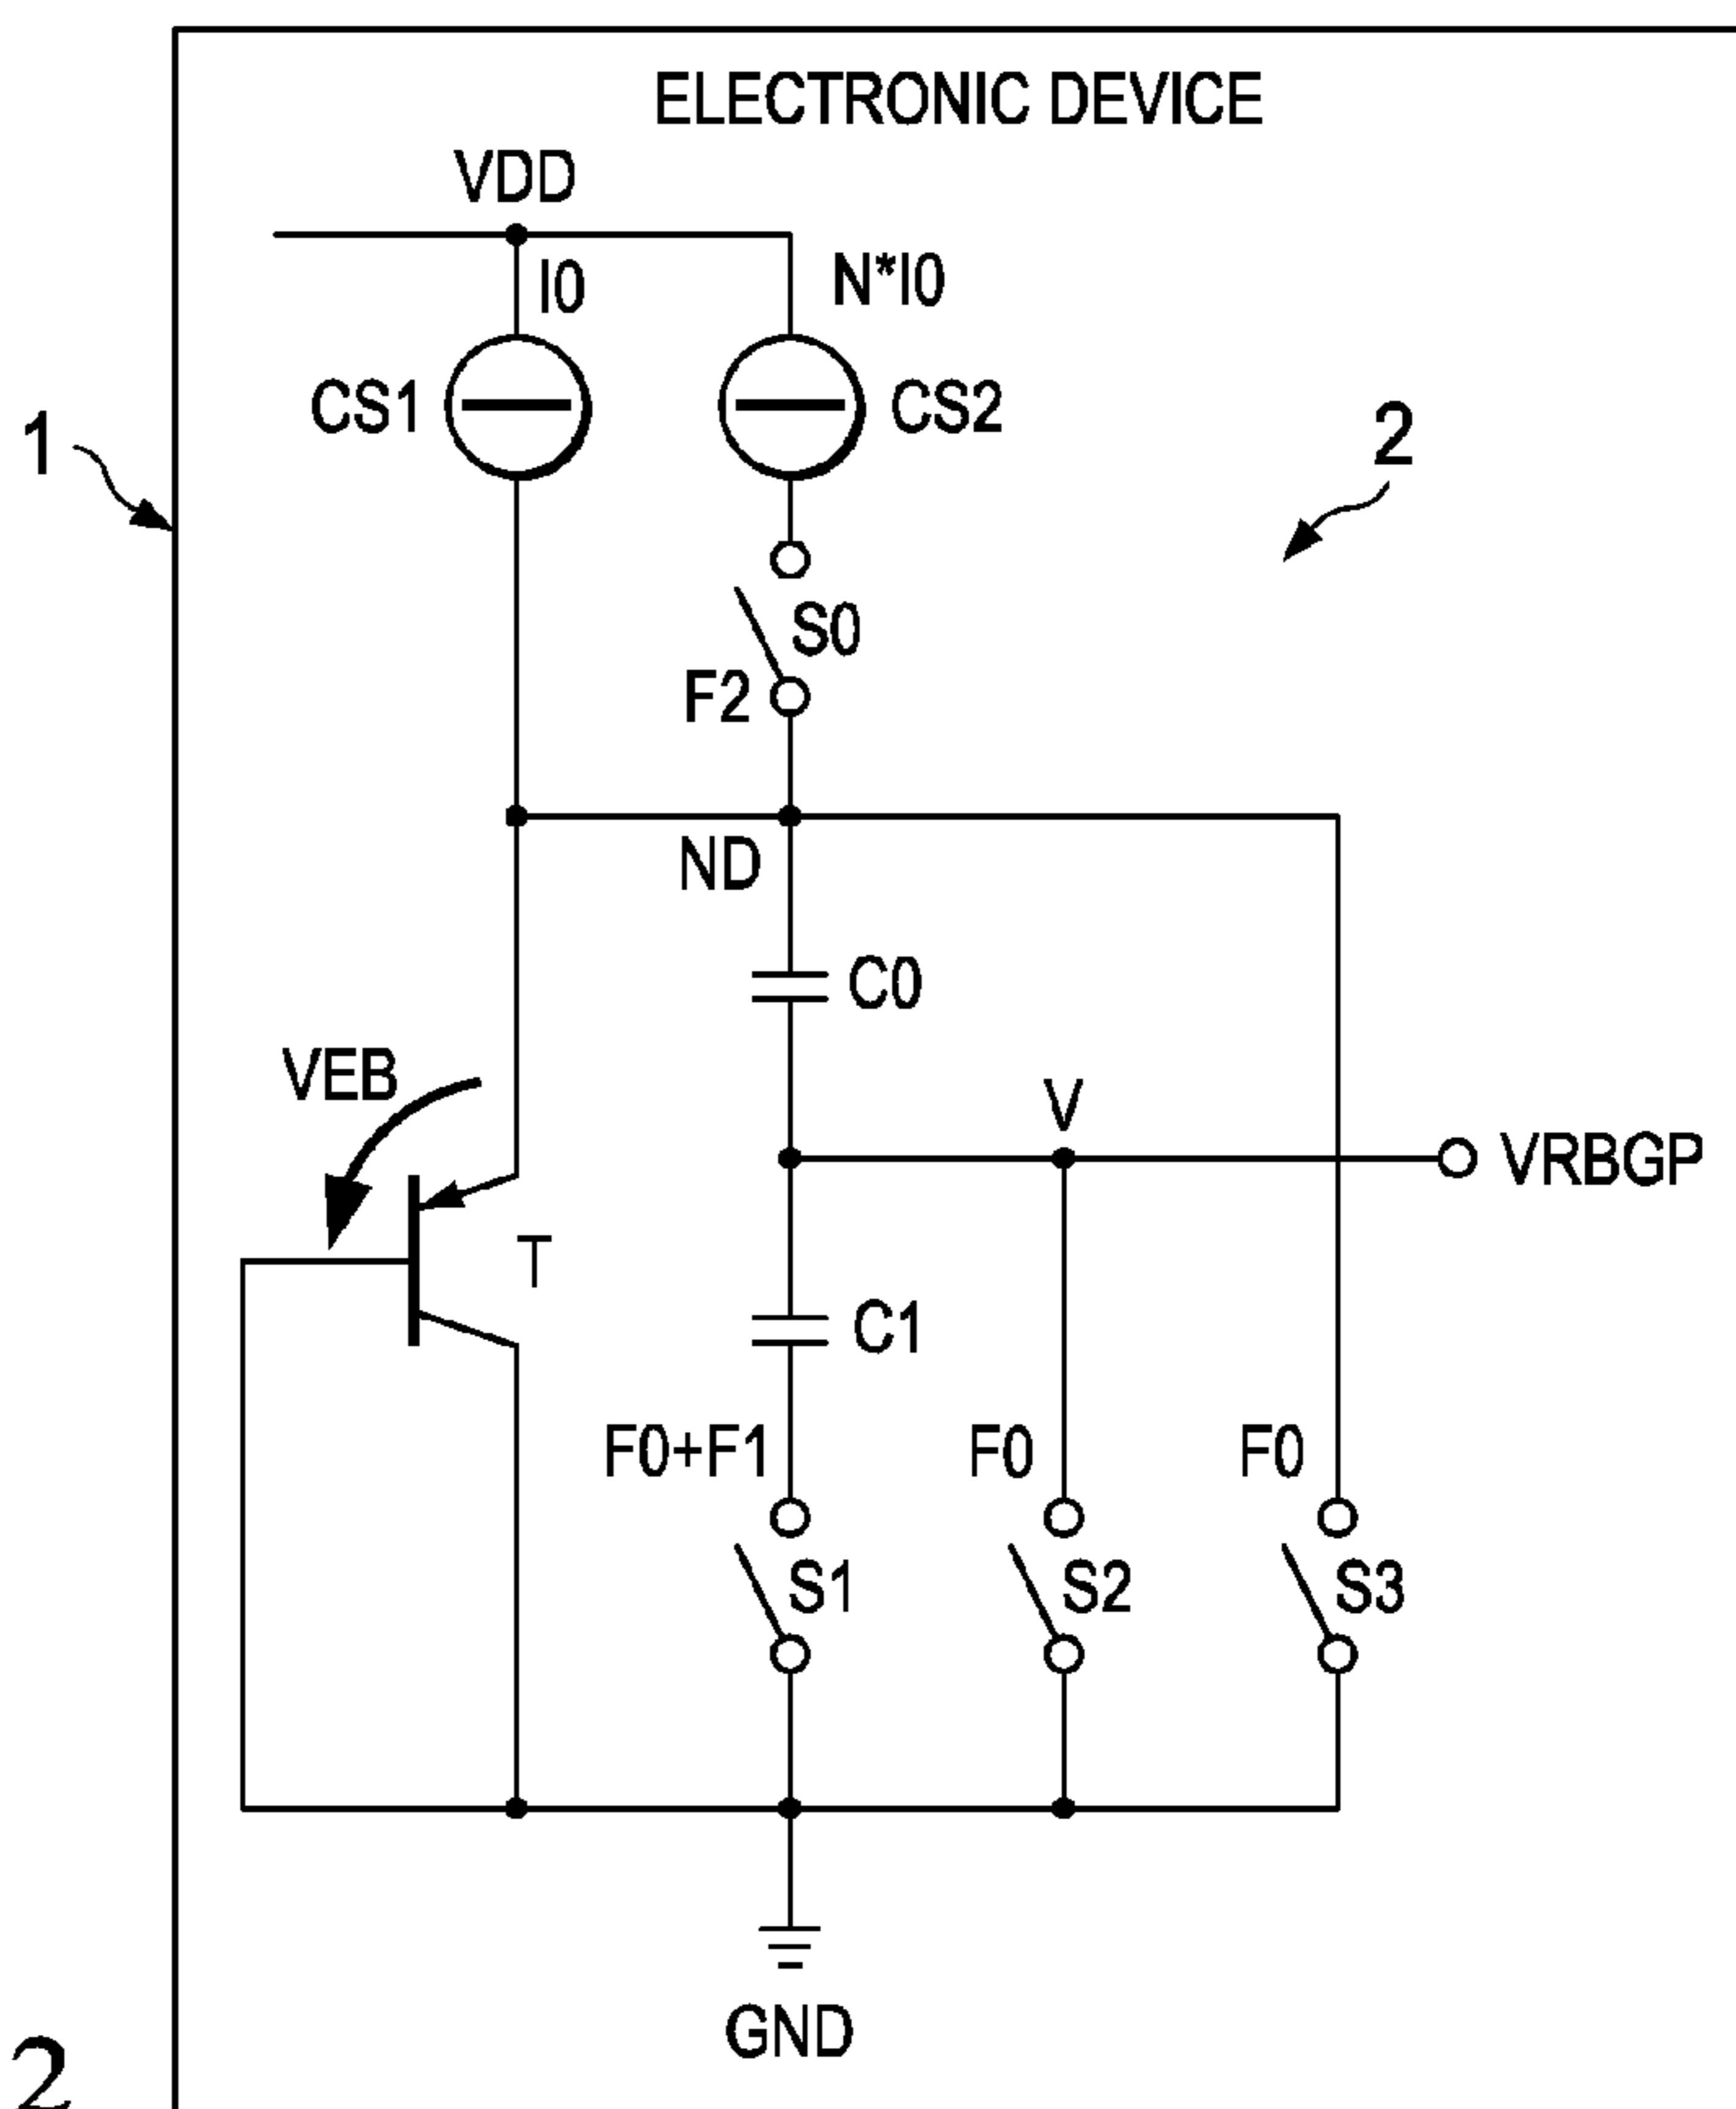 ELECTRONIC DEVICE
VDD
I0
N*I0
CS1
CS2
1
2
S0
F2
ND
C0
VEB
V
VRBGP
T
C1
F0+F1
F0
F0
S1
S2
S3
GND
2